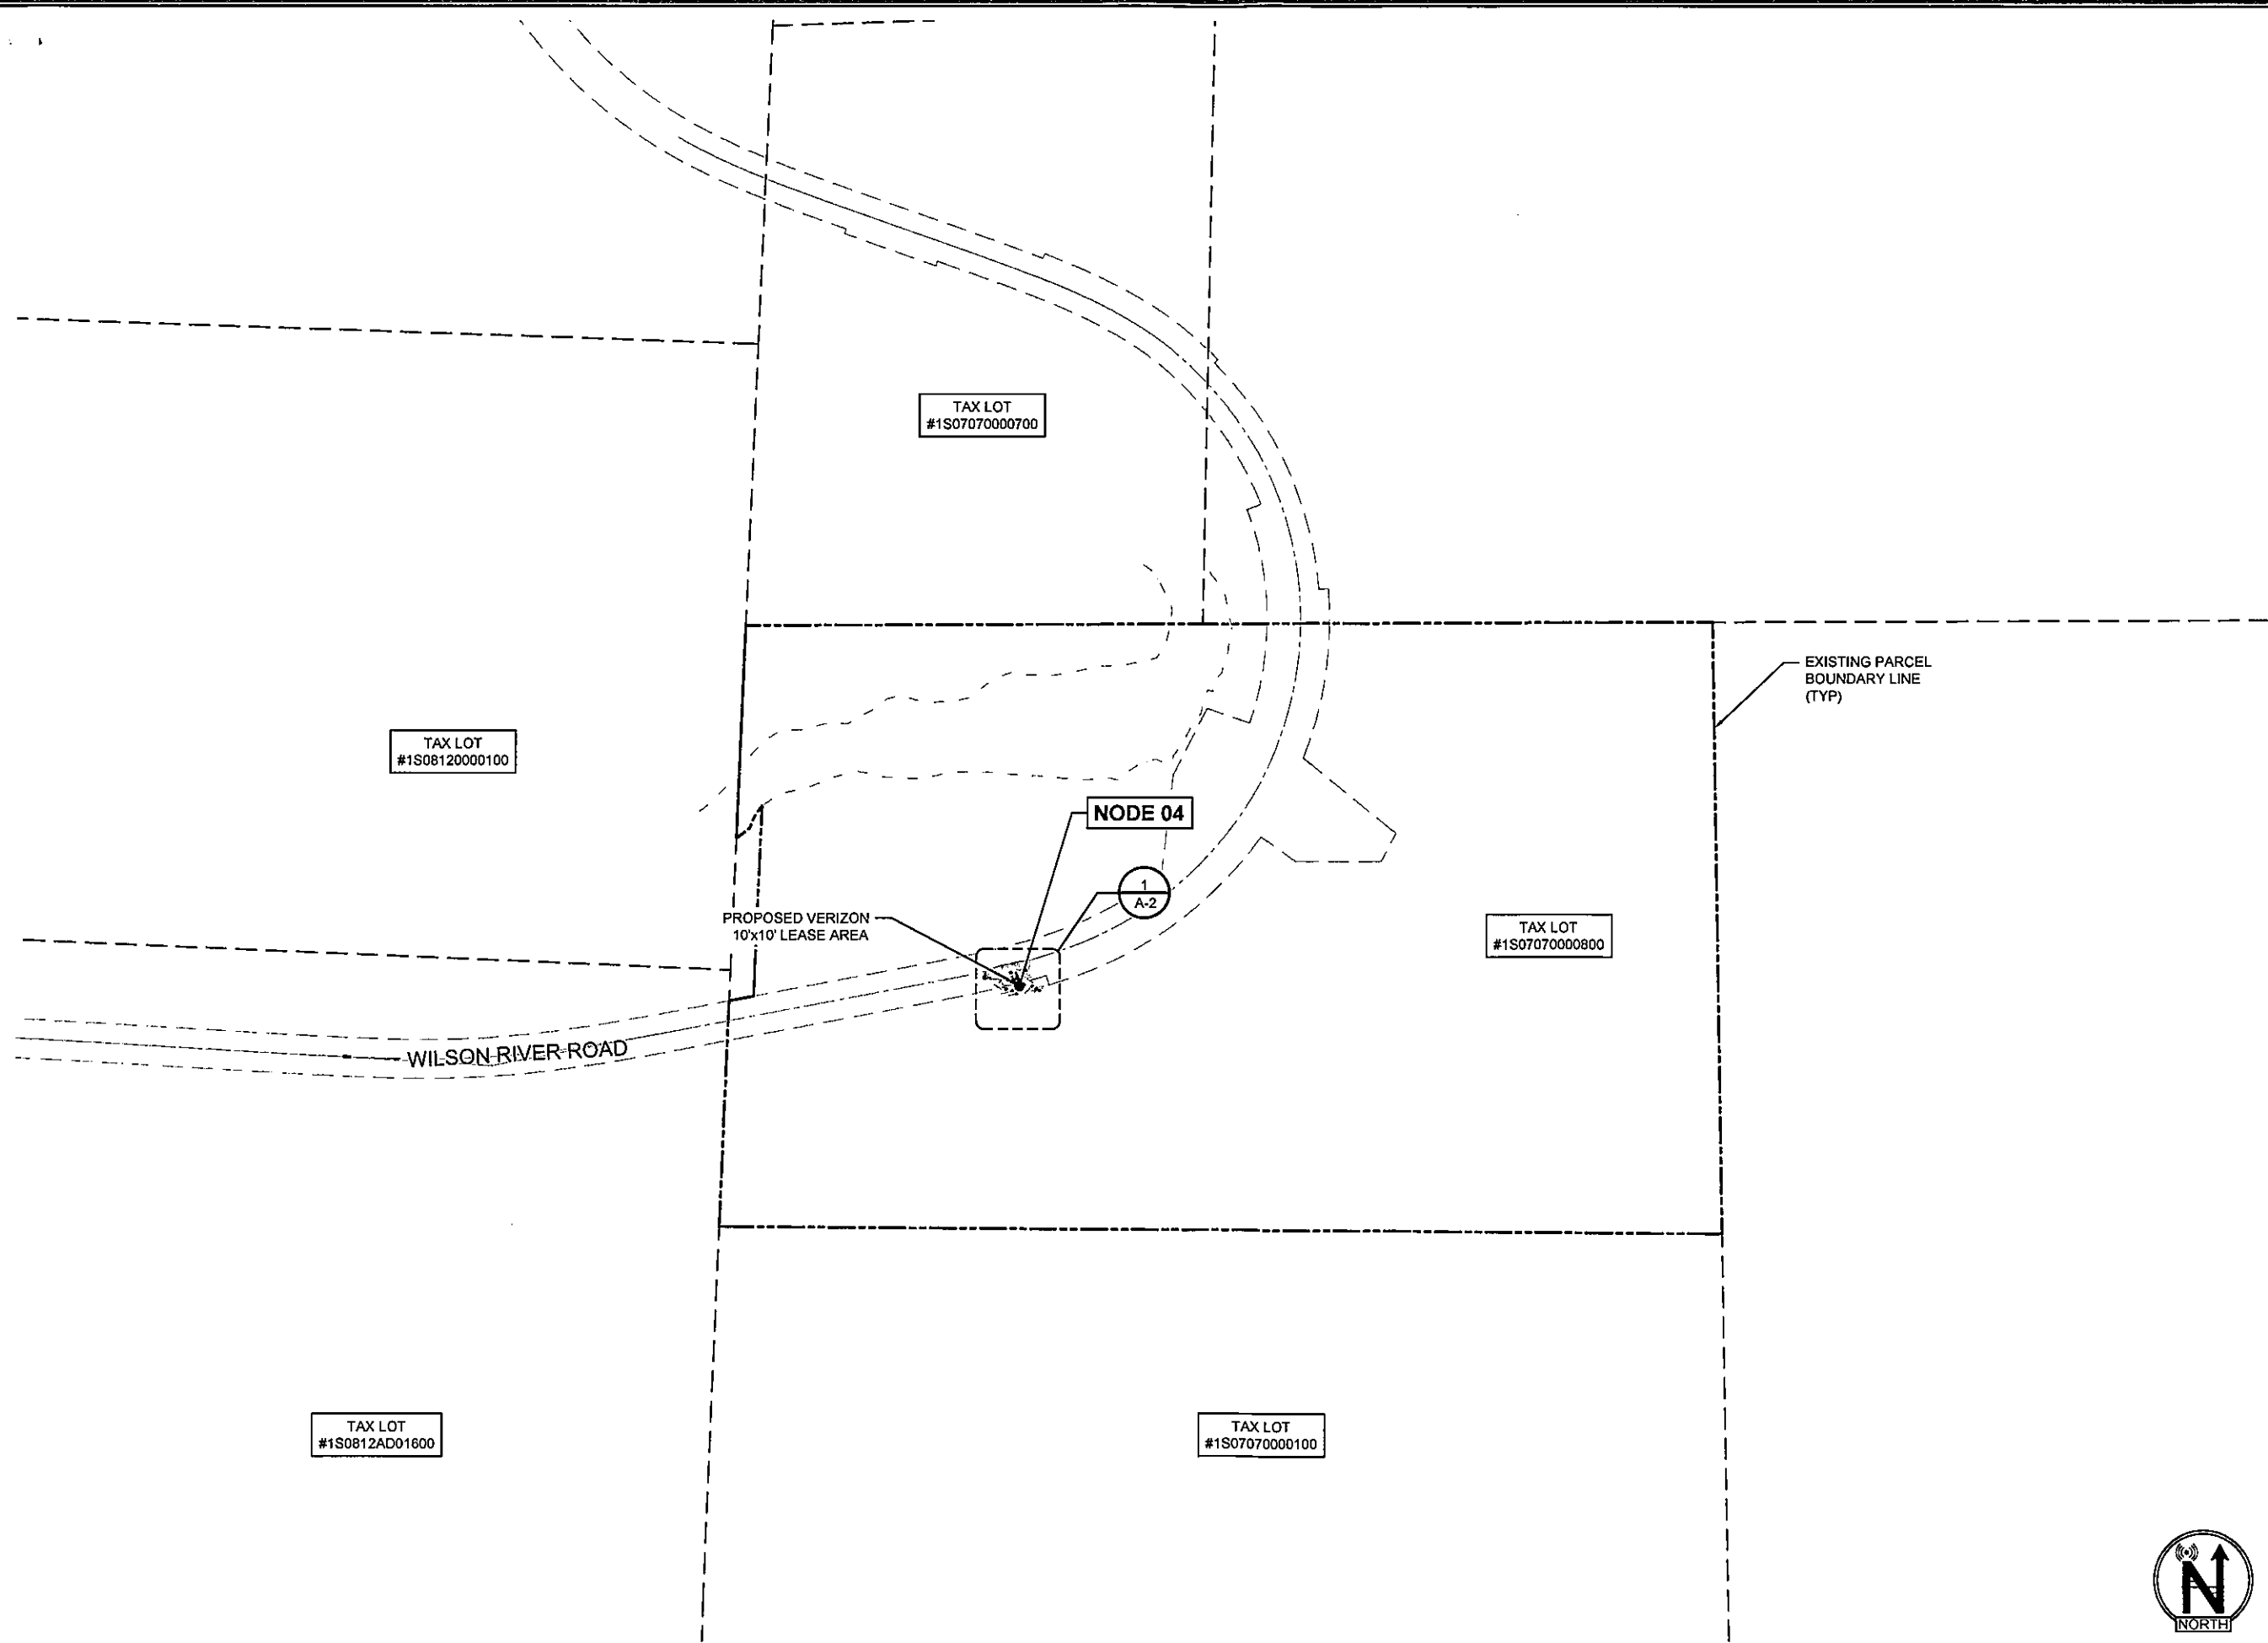 TAX LOT
#1S07070000700
EXISTING PARCEL
BOUNDARY LINE
(TYP)
TAX LOT
#1S08120000100
NODE 04
1
A-2
PROPOSED VERIZON
10'x10' LEASE AREA
TAX LOT
#1S07070000800
WILSON RIVER ROAD
TAX LOT
#1S0812AD01600
TAX LOT
#1S07070000100
N
NORTH